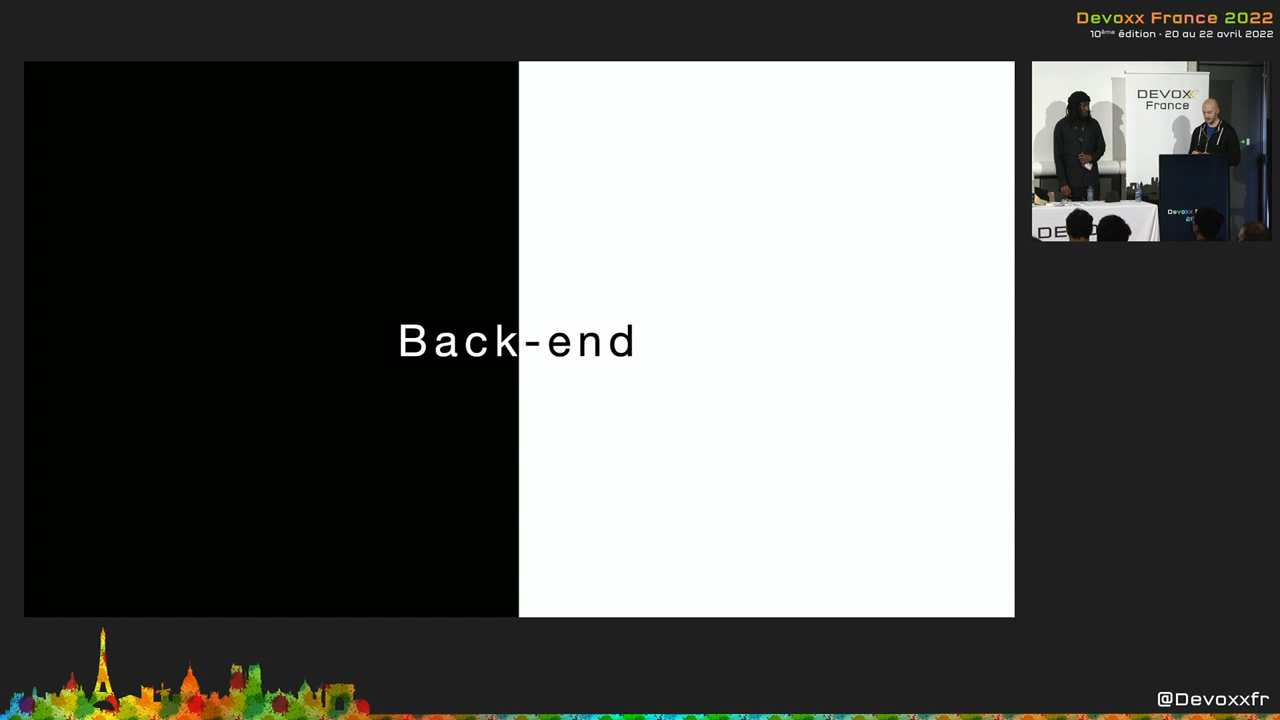 Devoxx France 2022
10ème édition · 20 au 22 avril 2022
DEVOXX
France
Back-end
@Devoxxfr